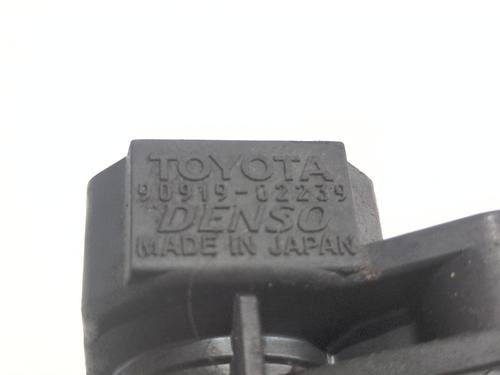 TOYOTA
90919-02239
DENSO
MADE IN JAPAN